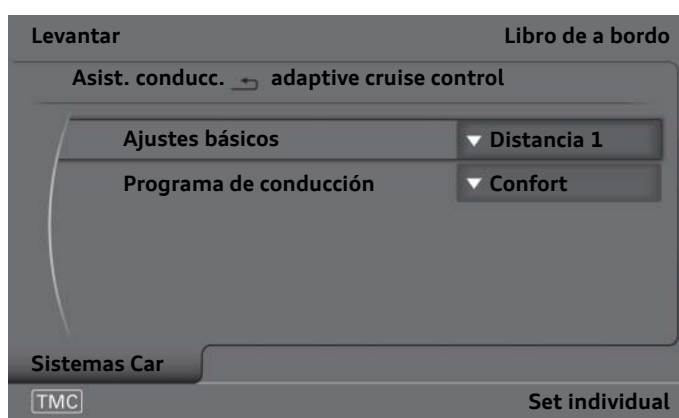 Levantar Libro de a bordo
Asist. conducc. adaptive cruise control
Ajustes básicos Distancia 1
Programa de conducción Confort
Sistemas Car
TMC Set individual